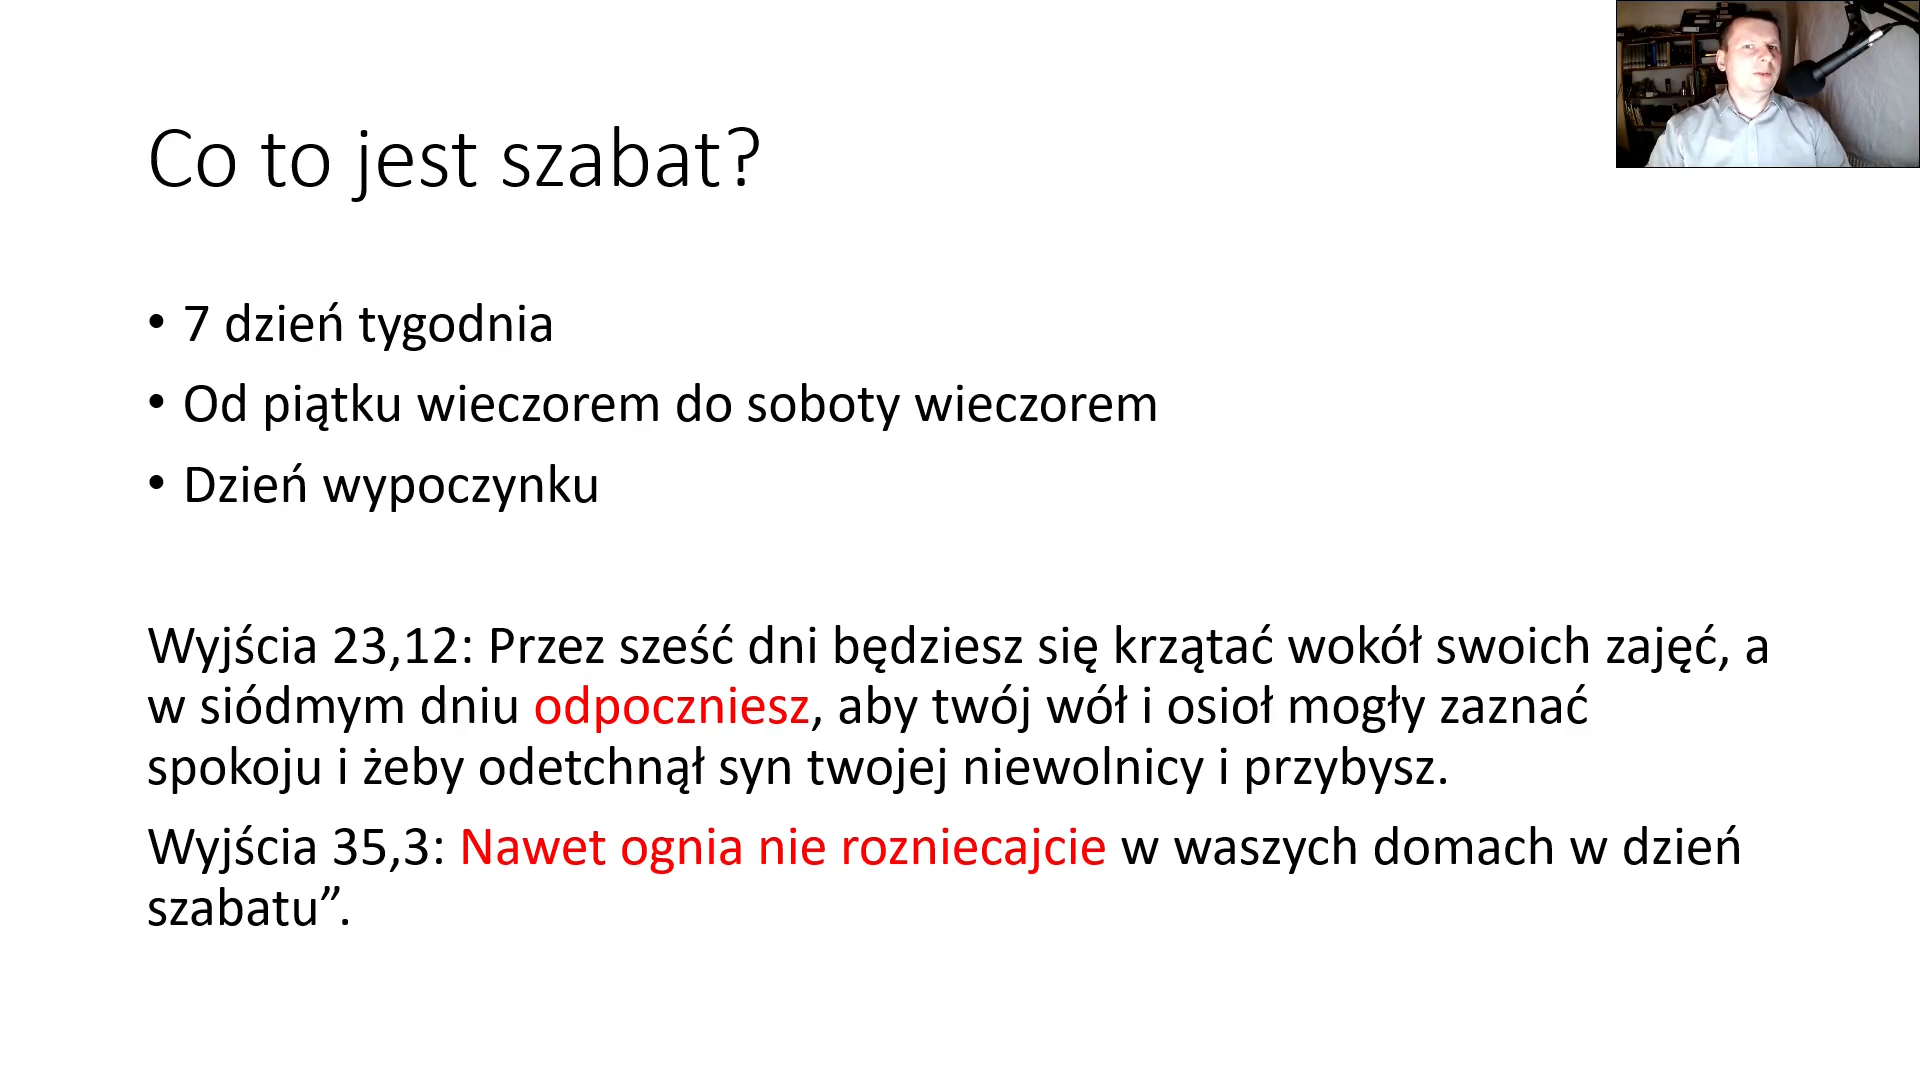 Co to jest szabat?
• 7 dzień tygodnia
• Od piątku wieczorem do soboty wieczorem
• Dzień wypoczynku
Wyjścia 23,12: Przez sześć dni będziesz się krzątać wokół swoich zajęć, a
w siódmym dniu odpoczniesz, aby twój wół i osioł mogły zaznać
spokoju i żeby odetchnął syn twojej niewolnicy i przybysz.
Wyjścia 35,3: Nawet ognia nie rozniecajcie w waszych domach w dzień
szabatu”.